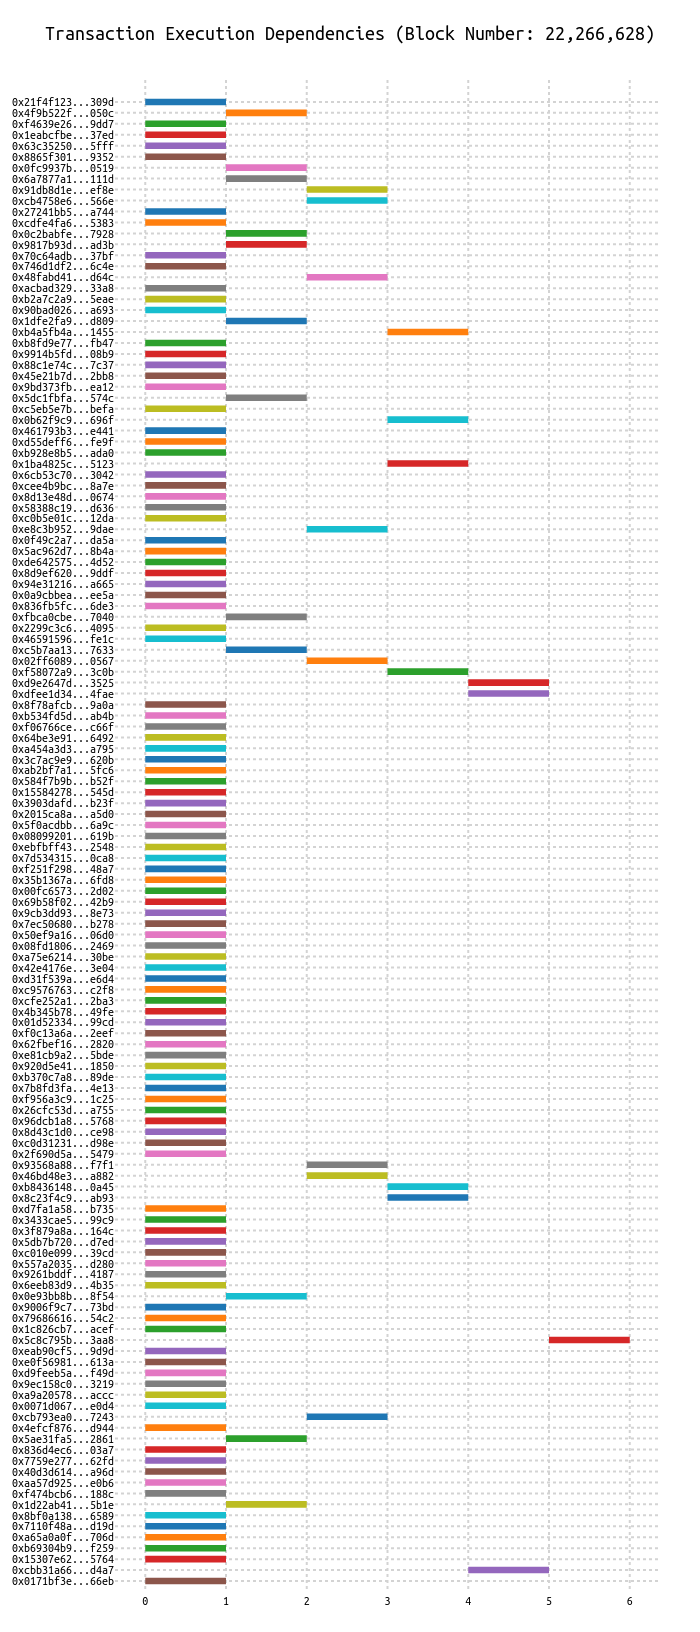 Transaction Execution Dependencies (Block Number: 22,266,628)
0x21f4f123...309d
0x4f9b522f...050c
0xf4639e26...9dd7
0x1eabcfbe...37ed
0x63c35250...5fff
0x8865f301...9352
0x0fc9937b...0519
0x6a7877a1...111d
0x91db8d1e...ef8e
0xcb4758e6...566e
0x27241bb5...a744
0xcdfe4fa6...5383
0x0c2babfe...7928
0x9817b93d...ad3b
0x70c64adb...37bf
0x746d1df2...6c4e
0x48fabd41...d64c
0xacbad329...33a8
0xb2a7c2a9...5eae
0x90bad026...a693
0x1dfe2fa9...d809
0xb4a5fb4a...1455
0xb8fd9e77...fb47
0x9914b5fd...08b9
0x88c1e74c...7c37
0x45e21b7d...2bb8
0x9bd373fb...ea12
0x5dc1fbfa...574c
0xc5eb5e7b...befa
0x0b62f9c9...696f
0x461793b3...e441
0xd55deff6...fe9f
0xb928e8b5...ada0
0x1ba4825c...5123
0x6cb53c70...3042
0xcee4b9bc...8a7e
0x8d13e48d...0674
0x58388c19...d636
0xc0b5e01c...12da
0xe8c3b952...9dae
0x0f49c2a7...da5a
0x5ac962d7...8b4a
0xde642575...4d52
0x8d9ef620...9ddf
0x94e31216...a665
0x0a9cbbea...ee5a
0x836fb5fc...6de3
0xfbca0cbe...7040
0x2299c3c6...4095
0x46591596...fe1c
0xc5b7aa13...7633
0x02ff6089...0567
0xf58072a9...3c0b
0xd9e2647d...3525
0xdfee1d34...4fae
0x8f78afcb...9a0a
0xb534fd5d...ab4b
0xf06766ce...c66f
0x64be3e91...6492
0xa454a3d3...a795
0x3c7ac9e9...620b
0xab2bf7a1...5fc6
0x584f7b9b...b52f
0x15584278...545d
0x3903dafd...b23f
0x2015ca8a...a5d0
0x5f0acdbb...6a9c
0x08099201...619b
0xebfbff43...2548
0x7d534315...0ca8
0xf251f298...48a7
0x35b1367a...6fd8
0x00fc6573...2d02
0x69b58f02...42b9
0x9cb3dd93...8e73
0x7ec50680...b278
0x50ef9a16...06d0
0x08fd1806...2469
0xa75e6214...30be
0x42e4176e...3e04
0xd31f539a...e6d4
0xc9576763...c2f8
0xcfe252a1...2ba3
0x4b345b78...49fe
0x01d52334...99cd
0xf0c13a6a...2eef
0x62fbef16...2820
0xe81cb9a2...5bde
0x920d5e41...1850
0xb370c7a8...89de
0x7b8fd3fa...4e13
0xf956a3c9...1c25
0x26cfc53d...a755
0x96dcb1a8...5768
0x8d43c1d0...ce98
0xc0d31231...d98e
0x2f690d5a...5479
0x93568a88...f7f1
0x46bd48e3...a882
0xb8436148...0a45
0x8c23f4c9...ab93
0xd7fa1a58...b735
0x3433cae5...99c9
0x3f879a8a...164c
0x5db7b720...d7ed
0xc010e099...39cd
0x557a2035...d280
0x9261bddf...4187
0x6eeb83d9...4b35
0x0e93bb8b...8f54
0x9006f9c7...73bd
0x79686616...54c2
0x1c826cb7...acef
0x5c8c795b...3aa8
0xeab90cf5...9d9d
0xe0f56981...613a
0xd9feeb5a...f49d
0x9ec158c0...3219
0xa9a20578...accc
0x0071d067...e0d4
0xcb793ea0...7243
0x4efcf876...d944
0x5ae31fa5...2861
0x836d4ec6...03a7
0x7759e277...62fd
0x40d3d614...a96d
0xaa57d925...e0b6
0xf474bcb6...188c
0x1d22ab41...5b1e
0x8bf0a138...6589
0x7110f48a...d19d
0xa65a0a0f...706d
0xb69304b9...f259
0x15307e62...5764
0xcbb31a66...d4a7
0x0171bf3e...66eb
0 1 2 3 4 5 6